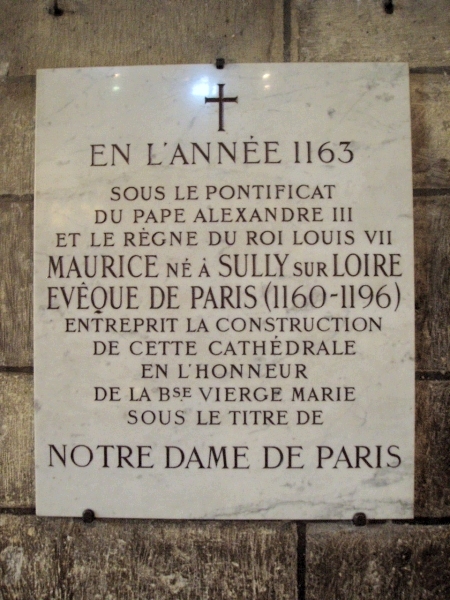 EN L'ANNÉE 1163
SOUS LE PONTIFICAT
DU PAPE ALEXANDRE III
ET LE RÈGNE DU ROI LOUIS VII
MAURICE NÉ À SULLY SUR LOIRE
EVÊQUE DE PARIS (1160-1196)
ENTREPRIT LA CONSTRUCTION
DE CETTE CATHÉDRALE
EN L'HONNEUR
DE LA BSE VIERGE MARIE
SOUS LE TITRE DE
NOTRE DAME DE PARIS